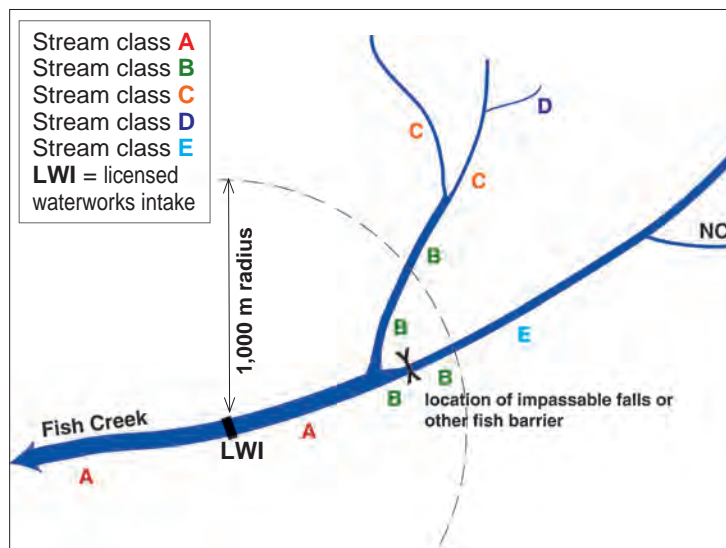 Stream class A
Stream class B
Stream class C
Stream class D
Stream class E
LWI = licensed
waterworks intake
C
D
C
NC
B
1,000 m radius
B
E
B
B
location of impassable falls or
other fish barrier
Fish Creek
A
LWI
A